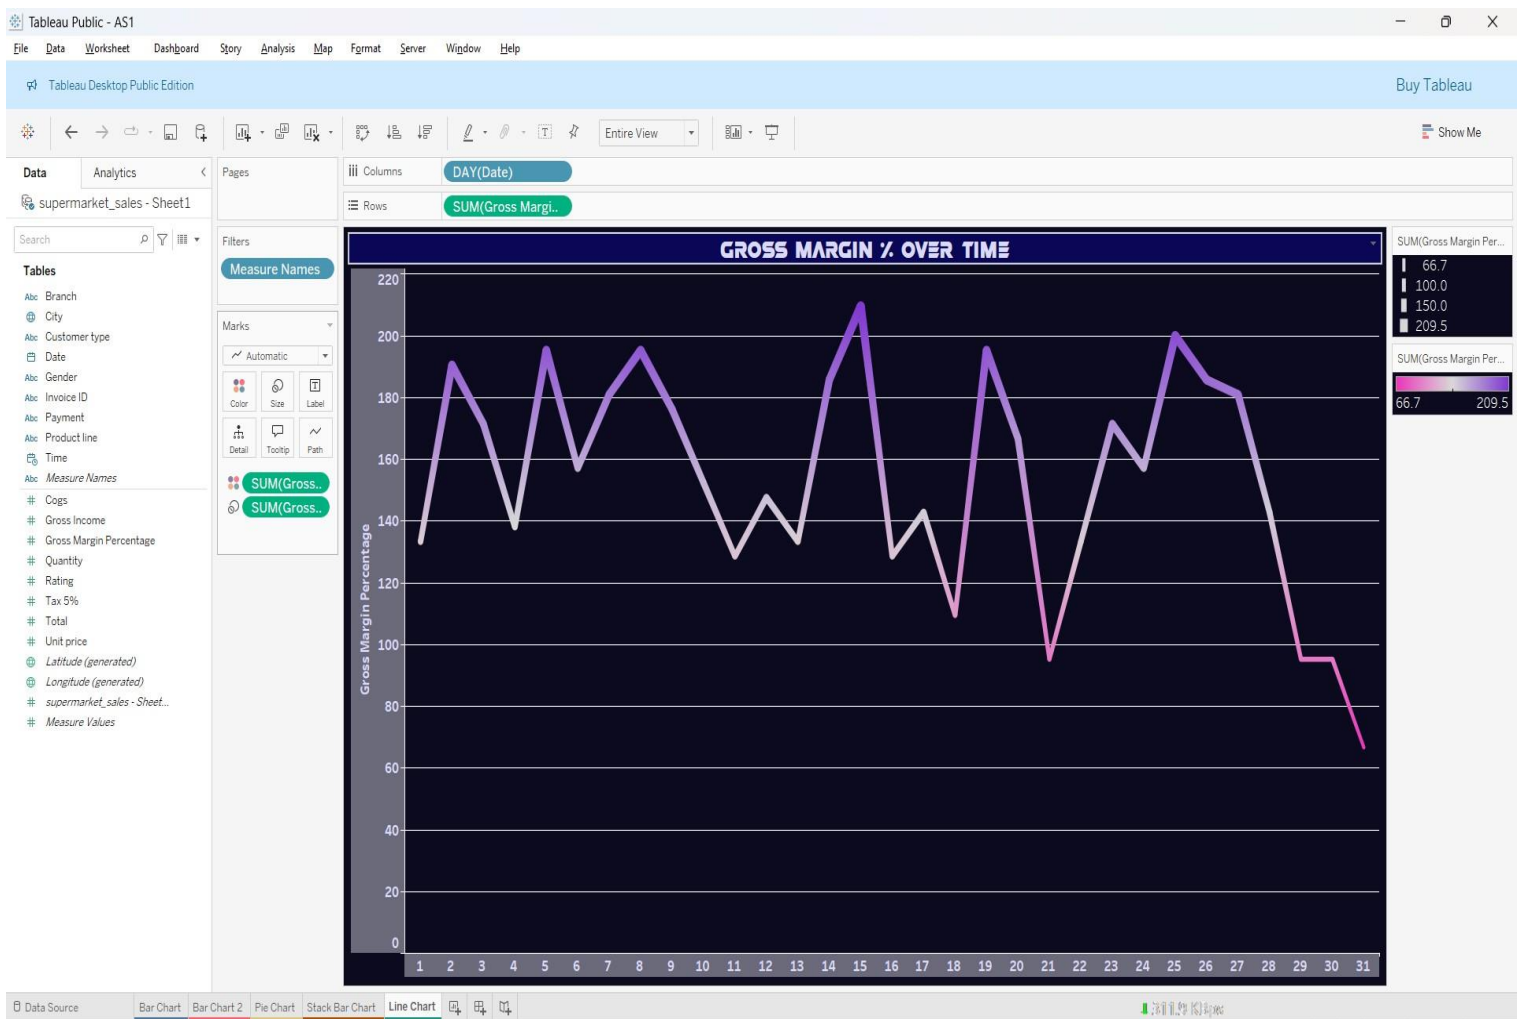 Tableau Public - AS1
File Data Worksheet Dashboard Story Analysis Map Format Server Window Help
Tableau Desktop Public Edition
Buy Tableau
Entire View
Show Me
Data Analytics
Pages
Columns
DAY(Date)
supermarket_sales - Sheet1
Rows
SUM(Gross Margi..
Search
Filters
Measure Names
Tables
Abc Branch
City
Abc Customer type
Date
Abc Gender
Abc Invoice ID
Abc Payment
Abc Product line
Time
Abc Measure Names
# Cogs
# Gross Income
# Gross Margin Percentage
# Quantity
# Rating
# Tax 5%
# Total
# Unit price
Latitude (generated)
Longitude (generated)
# supermarket_sales - Sheet...
# Measure Values
Marks
Automatic
Color Size Label
Detail Tooltip Path
SUM(Gross..
SUM(Gross..
GROSS MARGIN % OVER TIME
Gross Margin Percentage
220
200
180
160
140
120
100
80
60
40
20
0
1 2 3 4 5 6 7 8 9 10 11 12 13 14 15 16 17 18 19 20 21 22 23 24 25 26 27 28 29 30 31
SUM(Gross Margin Per...
66.7
100.0
150.0
209.5
SUM(Gross Margin Per...
66.7 209.5
Data Source Bar Chart Bar Chart 2 Pie Chart Stack Bar Chart Line Chart